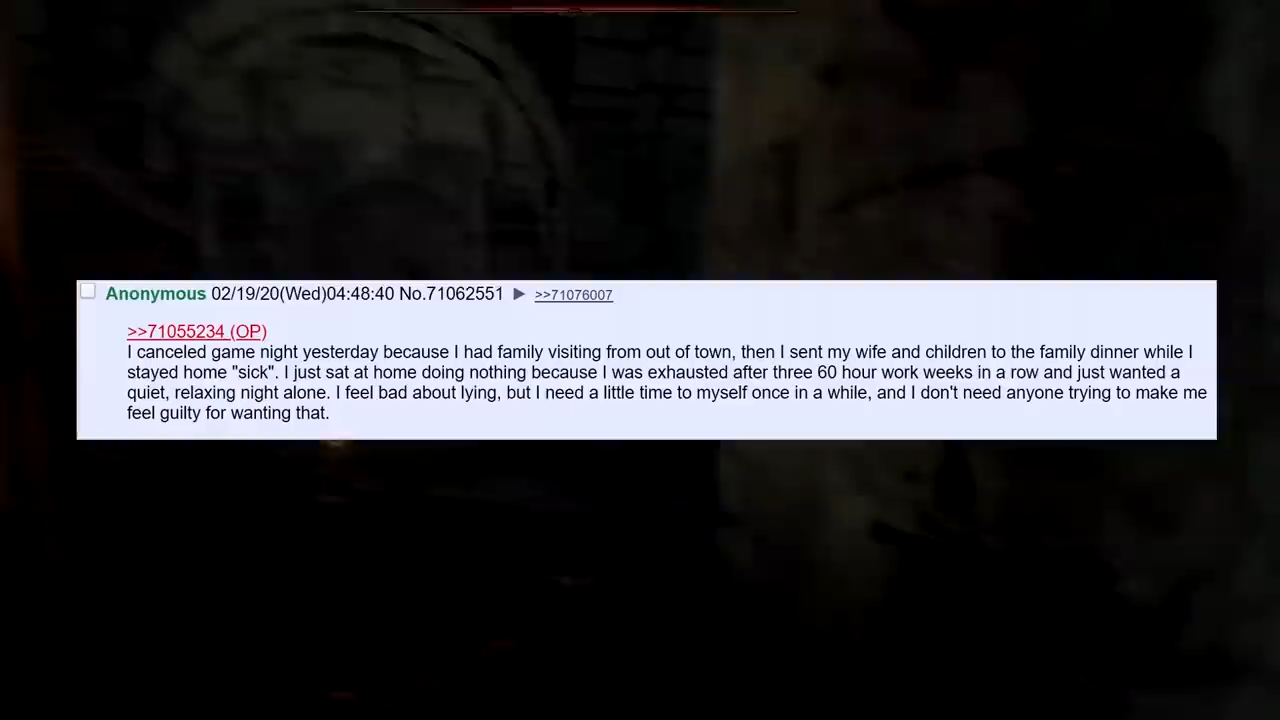 Anonymous 02/19/20(Wed)04:48:40 No.71062551 ▶ >>71076007
>>71055234 (OP)
I canceled game night yesterday because I had family visiting from out of town, then I sent my wife and children to the family dinner while I
stayed home "sick". I just sat at home doing nothing because I was exhausted after three 60 hour work weeks in a row and just wanted a
quiet, relaxing night alone. I feel bad about lying, but I need a little time to myself once in a while, and I don't need anyone trying to make me
feel guilty for wanting that.